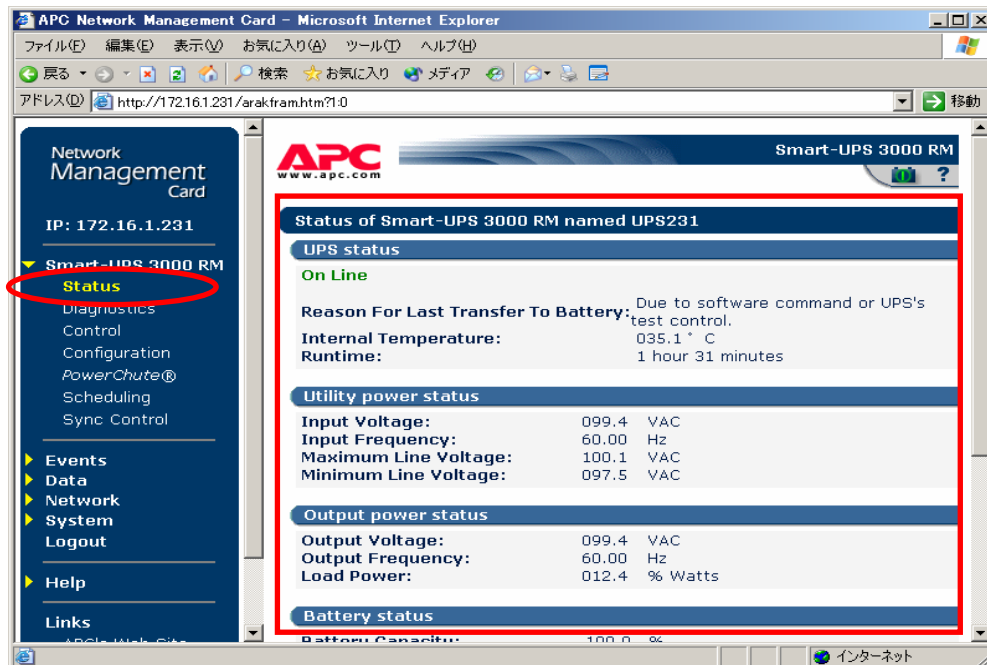 APC Network Management Card - Microsoft Internet Explorer
ファイル(F) 編集(E) 表示(V) お気に入り(A) ツール(T) ヘルプ(H)
戻る 検索 お気に入り メディア
アドレス(D) http://172.16.1.231/arakfram.htm?1:0 移動
Network
Management
Card
IP: 172.16.1.231
Smart-UPS 3000 RM
Status
Diagnostics
Control
Configuration
PowerChute®
Scheduling
Sync Control
Events
Data
Network
System
Logout
Help
Links
APC's Web Site
APC
www.apc.com
Smart-UPS 3000 RM
?
Status of Smart-UPS 3000 RM named UPS231
UPS status
On Line
Reason For Last Transfer To Battery: Due to software command or UPS's
test control.
Internal Temperature: 035.1° C
Runtime: 1 hour 31 minutes
Utility power status
Input Voltage: 099.4 VAC
Input Frequency: 60.00 Hz
Maximum Line Voltage: 100.1 VAC
Minimum Line Voltage: 097.5 VAC
Output power status
Output Voltage: 099.4 VAC
Output Frequency: 60.00 Hz
Load Power: 012.4 % Watts
Battery status
Battery Capacity: 100.0 %
インターネット